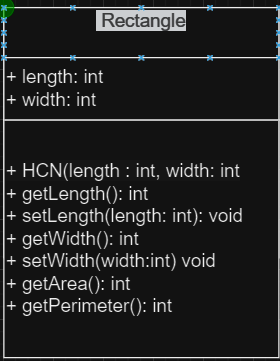 Rectangle
+ length: int
+ width: int
+ HCN(length : int, width: int
+ getLength(): int
+ setLength(length: int): void
+ getWidth(): int
+ setWidth(width:int) void
+ getArea(): int
+ getPerimeter(): int